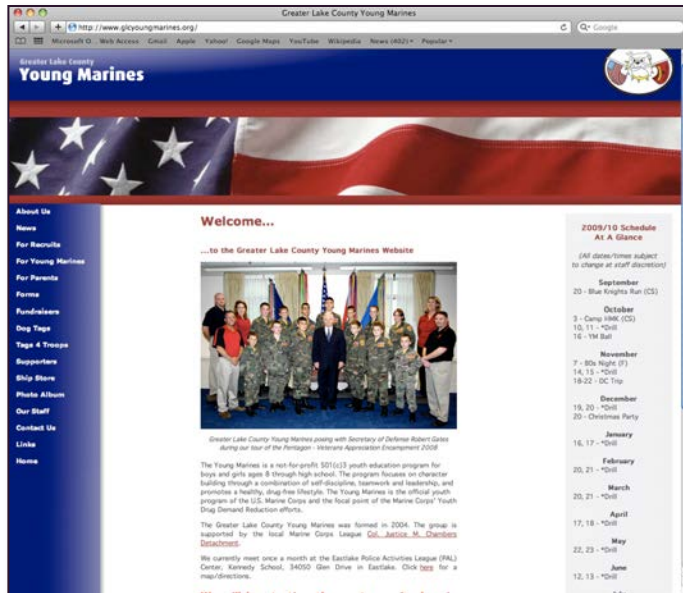 Greater Lake County Young Marines
http://www.glcyoungmarines.org/
Google
Microsoft O... Web Access Gmail Apple Yahoo! Google Maps YouTube Wikipedia News (402) Popular
Greater Lake County
Young Marines
About Us
News
For Recruits
For Young Marines
For Parents
Forms
Fundraisers
Dog Tags
Tags 4 Troops
Supporters
Ship Store
Photo Album
Our Staff
Contact Us
Links
Home
Welcome...
...to the Greater Lake County Young Marines Website
Greater Lake County Young Marines posing with Secretary of Defense Robert Gates
during our tour of the Pentagon - Veterans Appreciation Encampment 2008
The Young Marines is a not-for-profit 501(c)3 youth education program for
boys and girls ages 8 through high school. The program focuses on character
building through a combination of self-discipline, teamwork and leadership, and
promotes a healthy, drug-free lifestyle. The Young Marines is the official youth
program of the U.S. Marine Corps and the focal point of the Marine Corps' Youth
Drug Demand Reduction efforts.
The Greater Lake County Young Marines was formed in 2004. The group is
supported by the local Marine Corps League Col. Justice M. Chambers
Detachment.
We currently meet once a month at the Eastlake Police Activities League (PAL)
Center, Kennedy School, 34050 Glen Drive in Eastlake. Click here for a
map/directions.
2009/10 Schedule
At A Glance
(All dates/times subject
to change at staff discretion)
September
20 - Blue Knights Run (CS)
October
3 - Camp HMK (CS)
10, 11 - *Drill
16 - YM Ball
November
7 - 80s Night (F)
14, 15 - *Drill
18-22 - DC Trip
December
19, 20 - *Drill
20 - Christmas Party
January
16, 17 - *Drill
February
20, 21 - *Drill
March
20, 21 - *Drill
April
17, 18 - *Drill
May
22, 23 - *Drill
June
12, 13 - *Drill